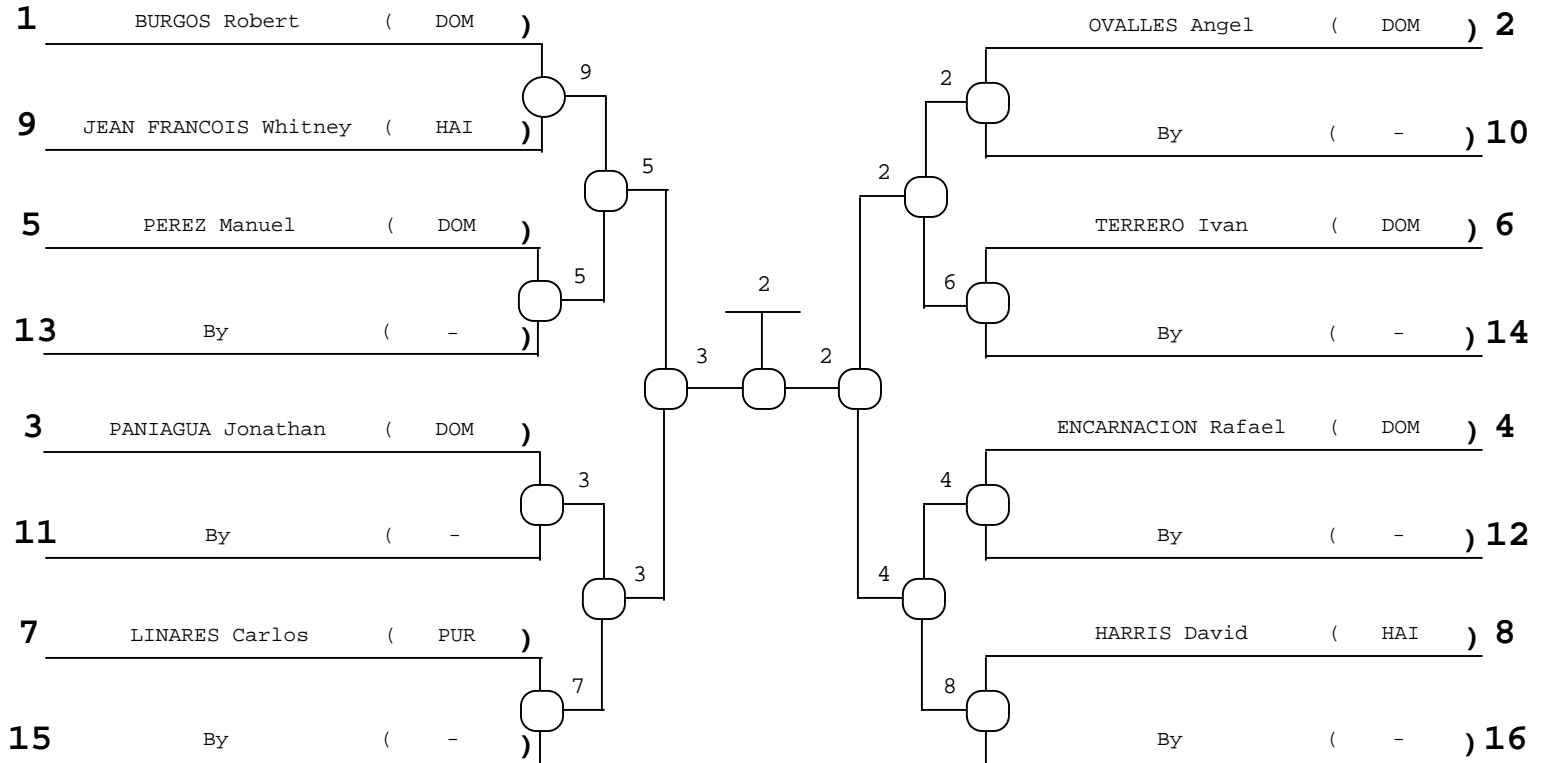 1 BURGOS Robert ( DOM )
9
9 JEAN FRANCOIS Whitney ( HAI )
5
5 PEREZ Manuel ( DOM )
5
13 By ( - )
3
3 PANIAGUA Jonathan ( DOM )
3
11 By ( -
3
7 LINARES Carlos ( PUR )
7
15 By ( - )
2
OVALLES Angel ( DOM ) 2
2
By ( - ) 10
2
TERRERO Ivan ( DOM ) 6
6
By ( - ) 14
2
ENCARNACION Rafael ( DOM ) 4
4
By ( - ) 12
4
HARRIS David ( HAI ) 8
8
By ( - ) 16